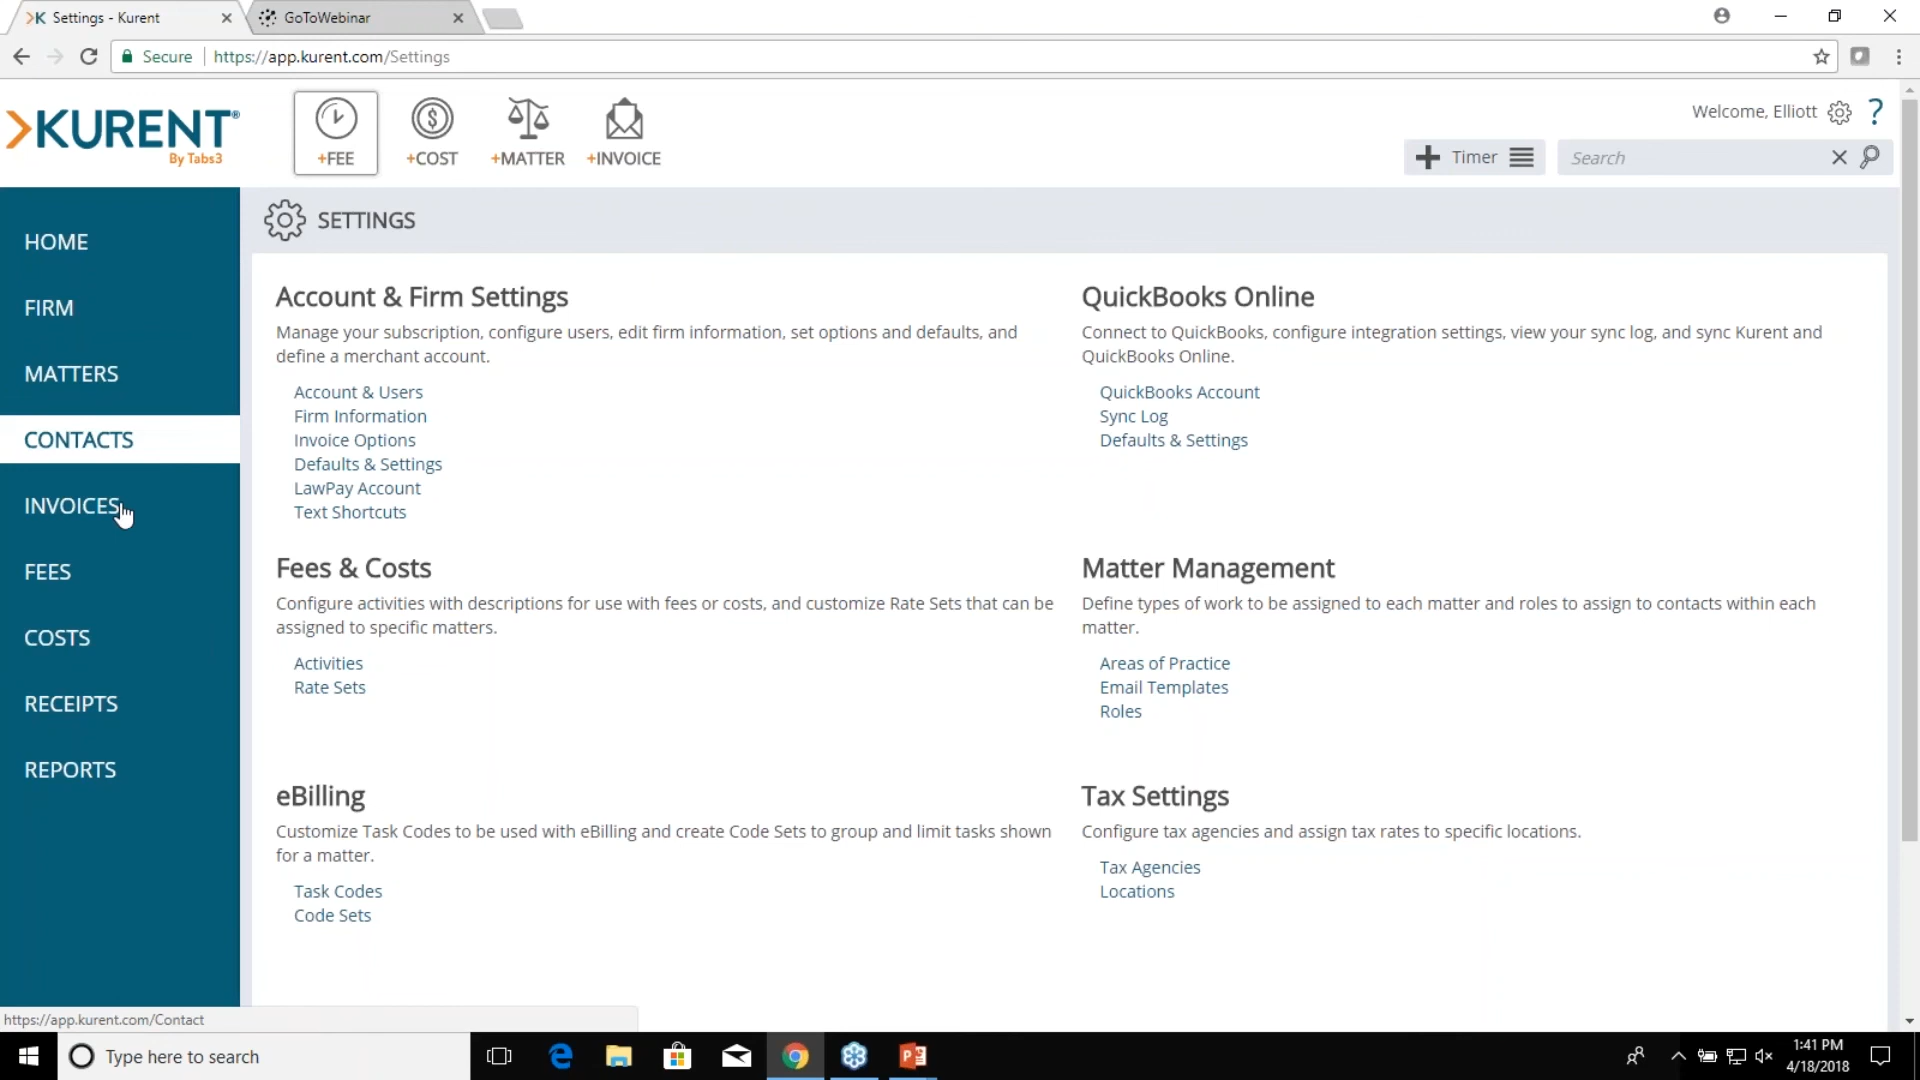 Settings - Kurent
GoToWebinar
Secure
https://app.kurent.com/Settings
>KURENT®
By Tabs3
+FEE
+COST
+MATTER
+INVOICE
Welcome, Elliott
?
Timer
Search
HOME
FIRM
MATTERS
CONTACTS
INVOICES
FEES
COSTS
RECEIPTS
REPORTS
SETTINGS
Account & Firm Settings
Manage your subscription, configure users, edit firm information, set options and defaults, and
define a merchant account.
Account & Users
Firm Information
Invoice Options
Defaults & Settings
LawPay Account
Text Shortcuts
QuickBooks Online
Connect to QuickBooks, configure integration settings, view your sync log, and sync Kurent and
QuickBooks Online.
QuickBooks Account
Sync Log
Defaults & Settings
Fees & Costs
Configure activities with descriptions for use with fees or costs, and customize Rate Sets that can be
assigned to specific matters.
Activities
Rate Sets
Matter Management
Define types of work to be assigned to each matter and roles to assign to contacts within each
matter.
Areas of Practice
Email Templates
Roles
eBilling
Customize Task Codes to be used with eBilling and create Code Sets to group and limit tasks shown
for a matter.
Task Codes
Code Sets
Tax Settings
Configure tax agencies and assign tax rates to specific locations.
Tax Agencies
Locations
https://app.kurent.com/Contact
Type here to search
1:41 PM
4/18/2018